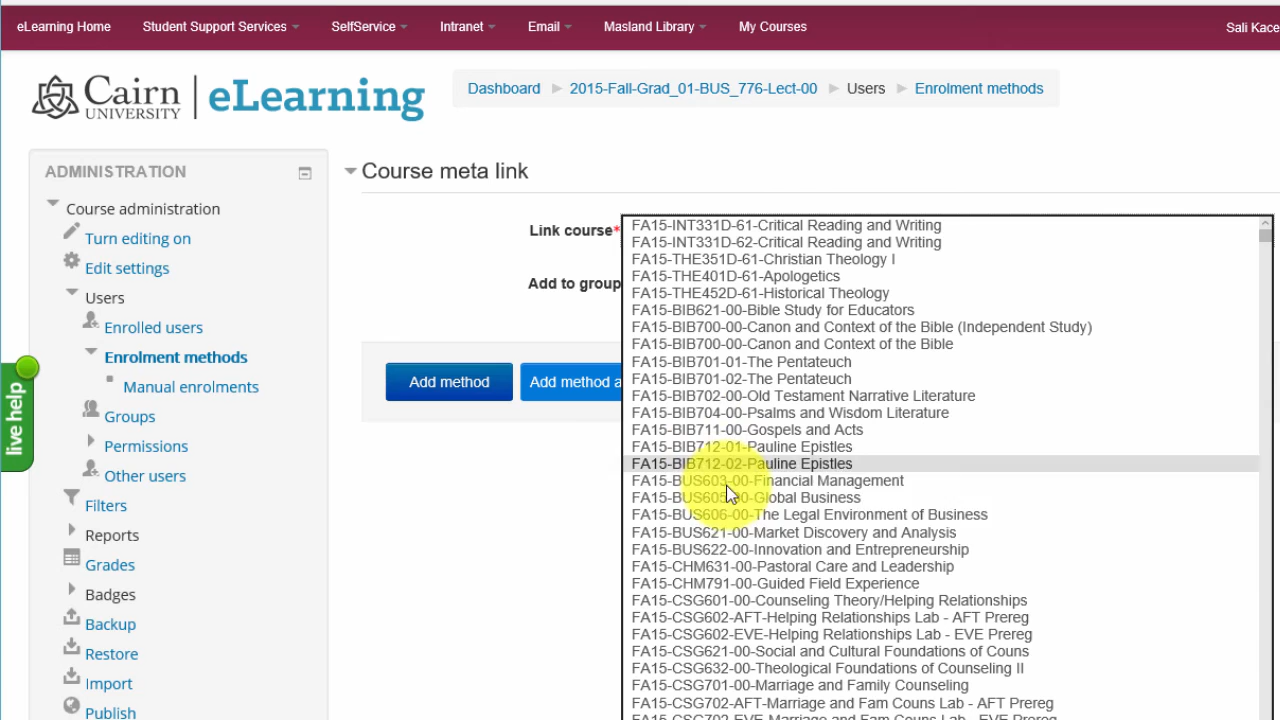 eLearning Home Student Support Services SelfService Intranet Email Masland Library My Courses Sali Kace
Cairn UNIVERSITY eLearning
Dashboard 2015-Fall-Grad_01-BUS_776-Lect-00 Users Enrolment methods
ADMINISTRATION
Course administration
Turn editing on
Edit settings
Users
Enrolled users
Enrolment methods
Manual enrolments
Groups
Permissions
Other users
Filters
Reports
Grades
Badges
Backup
Restore
Import
Publish
live help
Course meta link
Link course*
Add to group
Add method Add method a
FA15-INT331D-61-Critical Reading and Writing
FA15-INT331D-62-Critical Reading and Writing
FA15-THE351D-61-Christian Theology I
FA15-THE401D-61-Apologetics
FA15-THE452D-61-Historical Theology
FA15-BIB621-00-Bible Study for Educators
FA15-BIB700-00-Canon and Context of the Bible (Independent Study)
FA15-BIB700-00-Canon and Context of the Bible
FA15-BIB701-01-The Pentateuch
FA15-BIB701-02-The Pentateuch
FA15-BIB702-00-Old Testament Narrative Literature
FA15-BIB704-00-Psalms and Wisdom Literature
FA15-BIB711-00-Gospels and Acts
FA15-BIB712-01-Pauline Epistles
FA15-BIB712-02-Pauline Epistles
FA15-BUS603-00-Financial Management
FA15-BUS605-00-Global Business
FA15-BUS606-00-The Legal Environment of Business
FA15-BUS621-00-Market Discovery and Analysis
FA15-BUS622-00-Innovation and Entrepreneurship
FA15-CHM631-00-Pastoral Care and Leadership
FA15-CHM791-00-Guided Field Experience
FA15-CSG601-00-Counseling Theory/Helping Relationships
FA15-CSG602-AFT-Helping Relationships Lab - AFT Prereg
FA15-CSG602-EVE-Helping Relationships Lab - EVE Prereg
FA15-CSG621-00-Social and Cultural Foundations of Couns
FA15-CSG632-00-Theological Foundations of Counseling II
FA15-CSG701-00-Marriage and Family Counseling
FA15-CSG702-AFT-Marriage and Fam Couns Lab - AFT Prereg
FA15-CSG702-EVE-Marriage and Fam Couns Lab - EVE Prereg